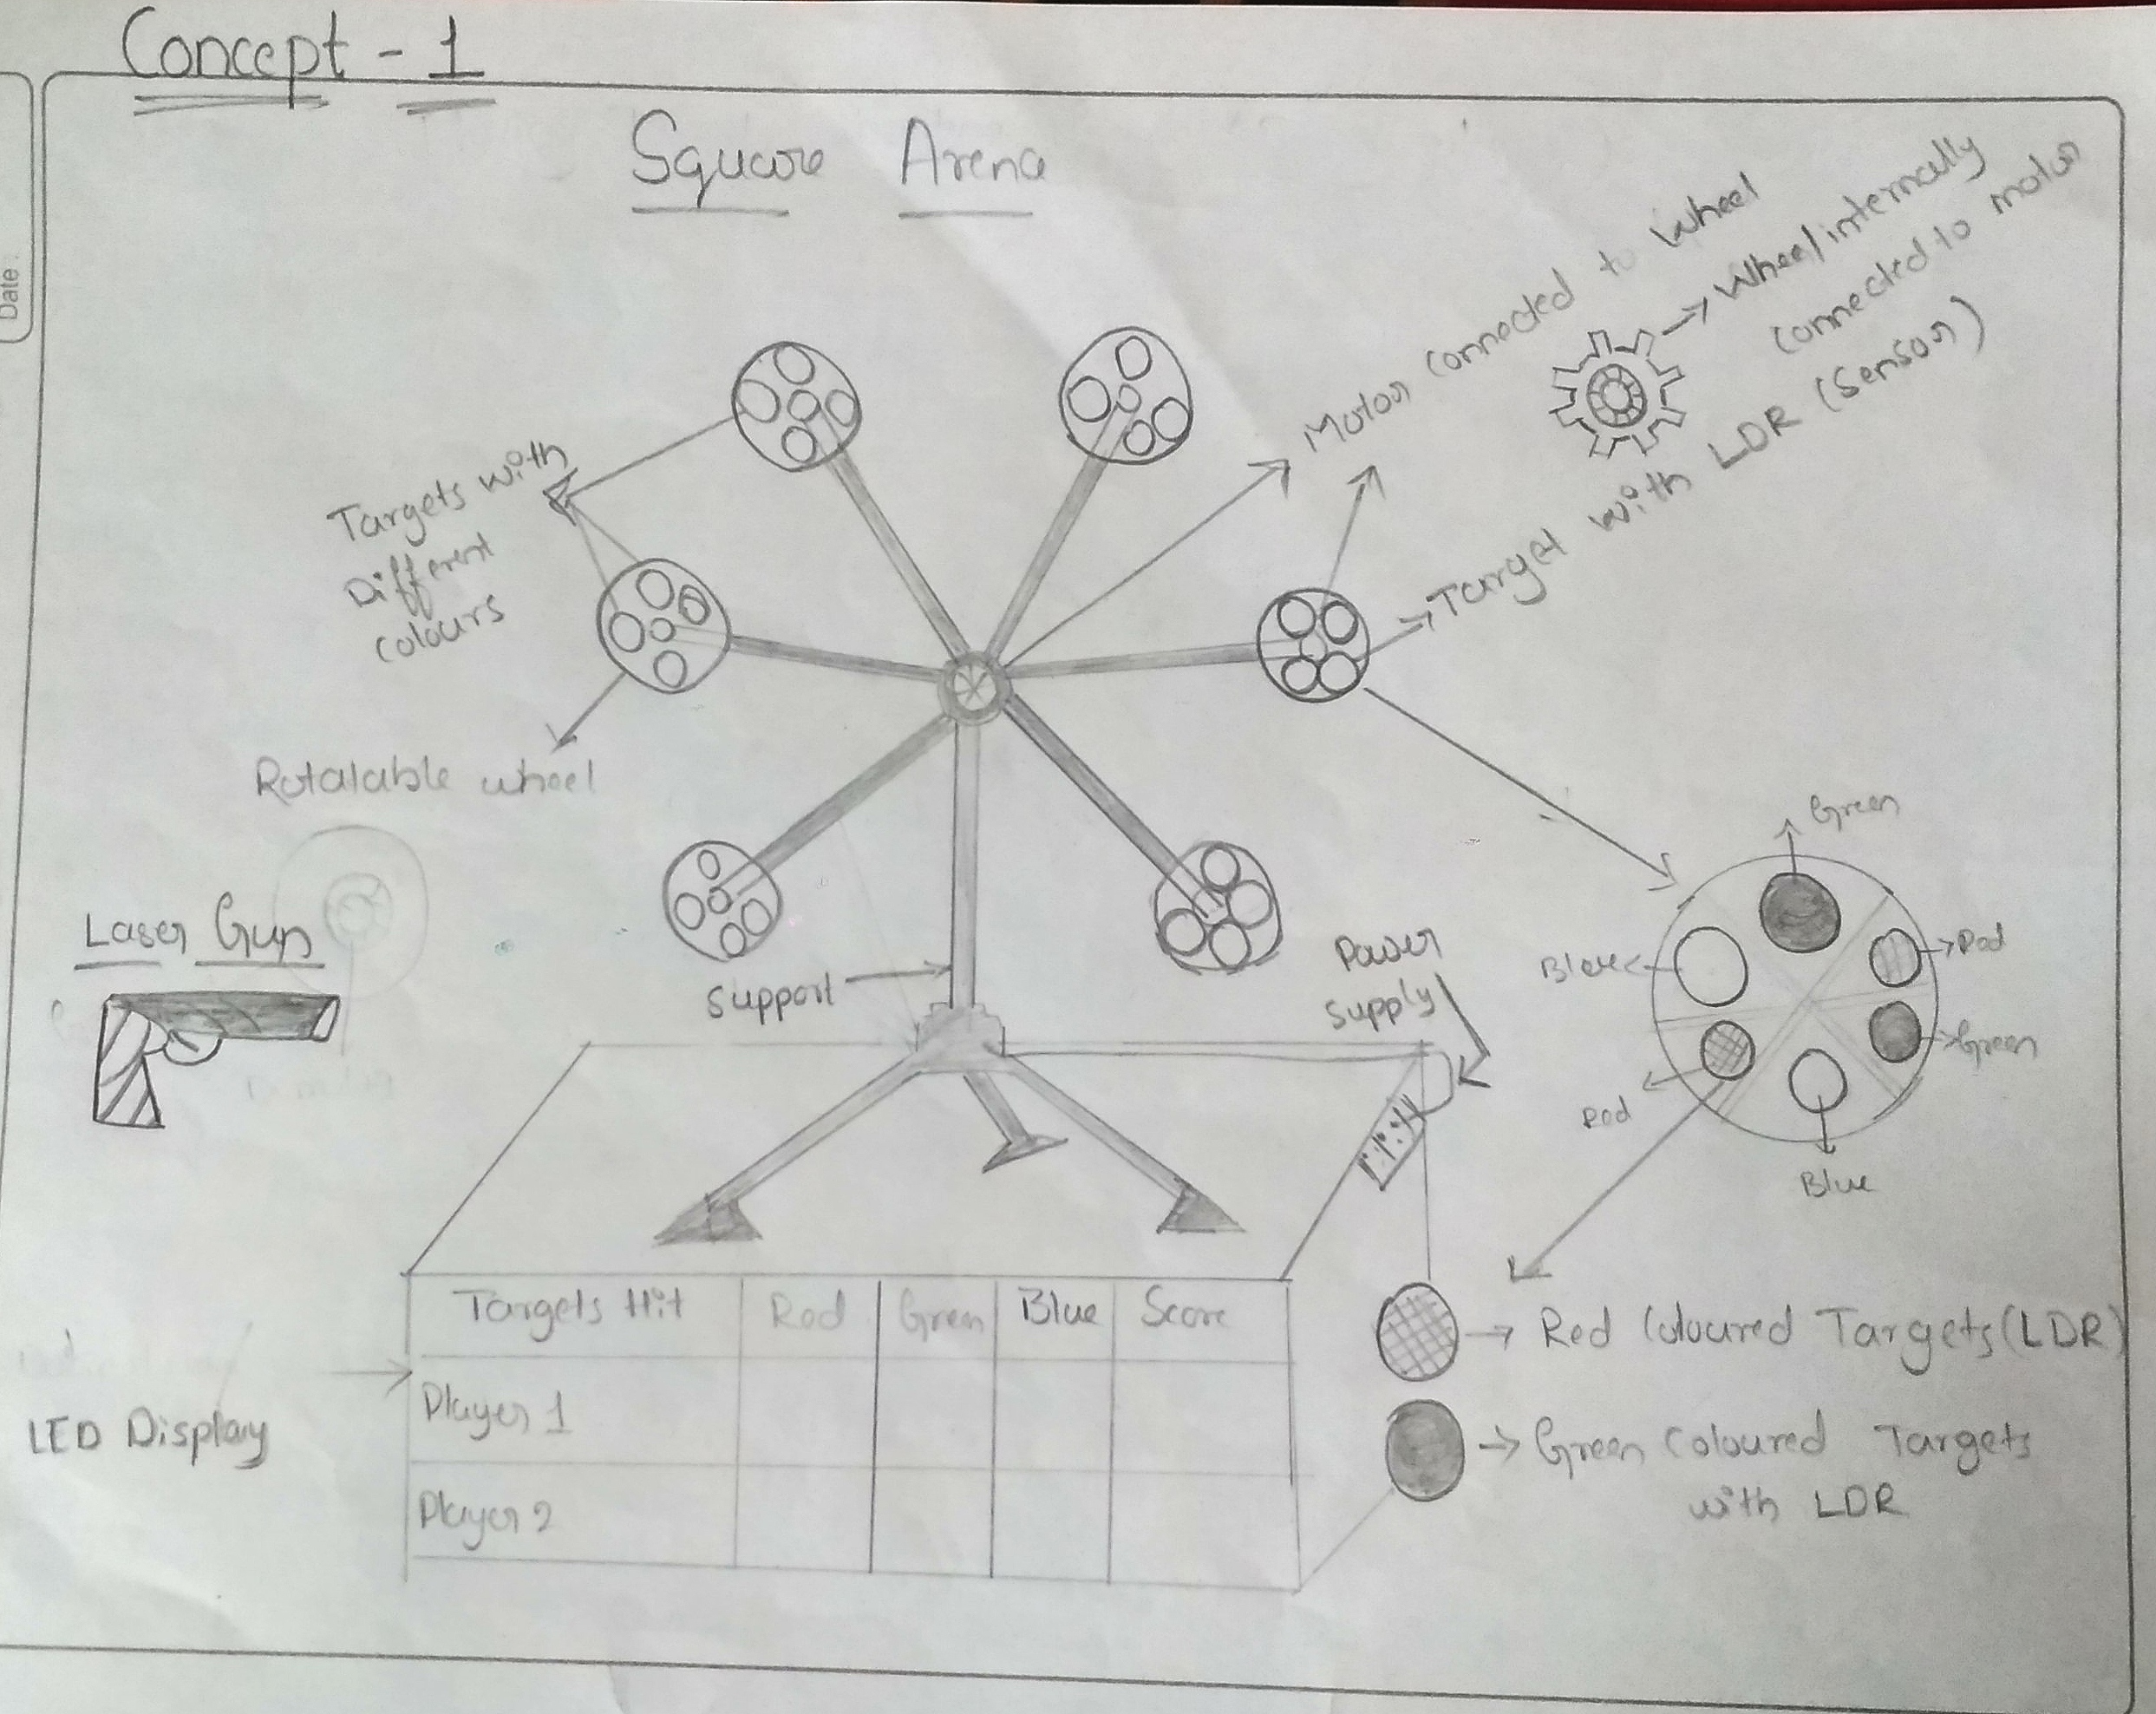 Concept - 1
Date :
Square Arena
Motor connected to wheel
Wheel internally
connected to motor
Target with LDR (Sensor)
Targets with
Different
colours
Rotatable wheel
Laser Gun
Support
Power
supply
Green
Blue
Red
Green
Red
Blue
Targets Hit Red Green Blue Score
Player 1
Player 2
LED Display
Red Coloured Targets (LDR)
Green Coloured Targets
with LDR